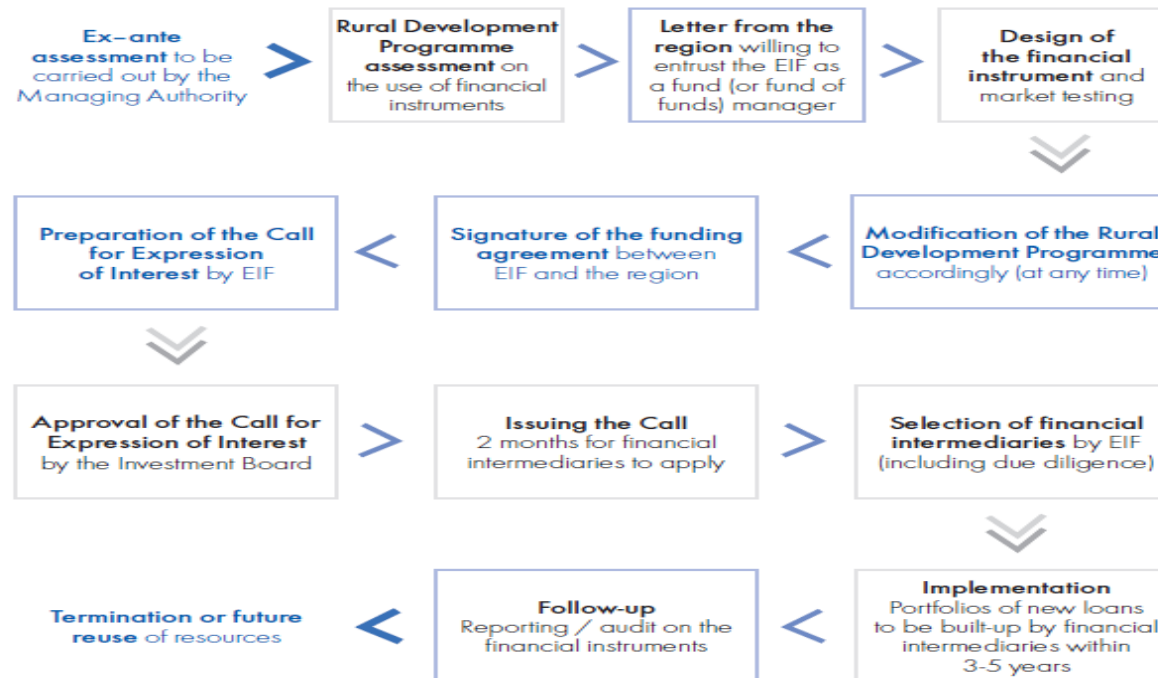 Ex–ante
assessment to be
carried out by the
Managing Authority
Rural Development
Programme
assessment on
the use of financial
instruments
Letter from the
region willing to
entrust the EIF as
a fund (or fund of
funds) manager
Design of
the financial
instrument and
market testing
Modification of the Rural
Development Programme
accordingly (at any time)
Signature of the funding
agreement between
EIF and the region
Preparation of the Call
for Expression
of Interest by EIF
Approval of the Call for
Expression of Interest
by the Investment Board
Issuing the Call
2 months for financial
intermediaries to apply
Selection of financial
intermediaries by EIF
(including due diligence)
Implementation
Portfolios of new loans
to be built-up by financial
intermediaries within
3-5 years
Follow-up
Reporting / audit on the
financial instruments
Termination or future
reuse of resources